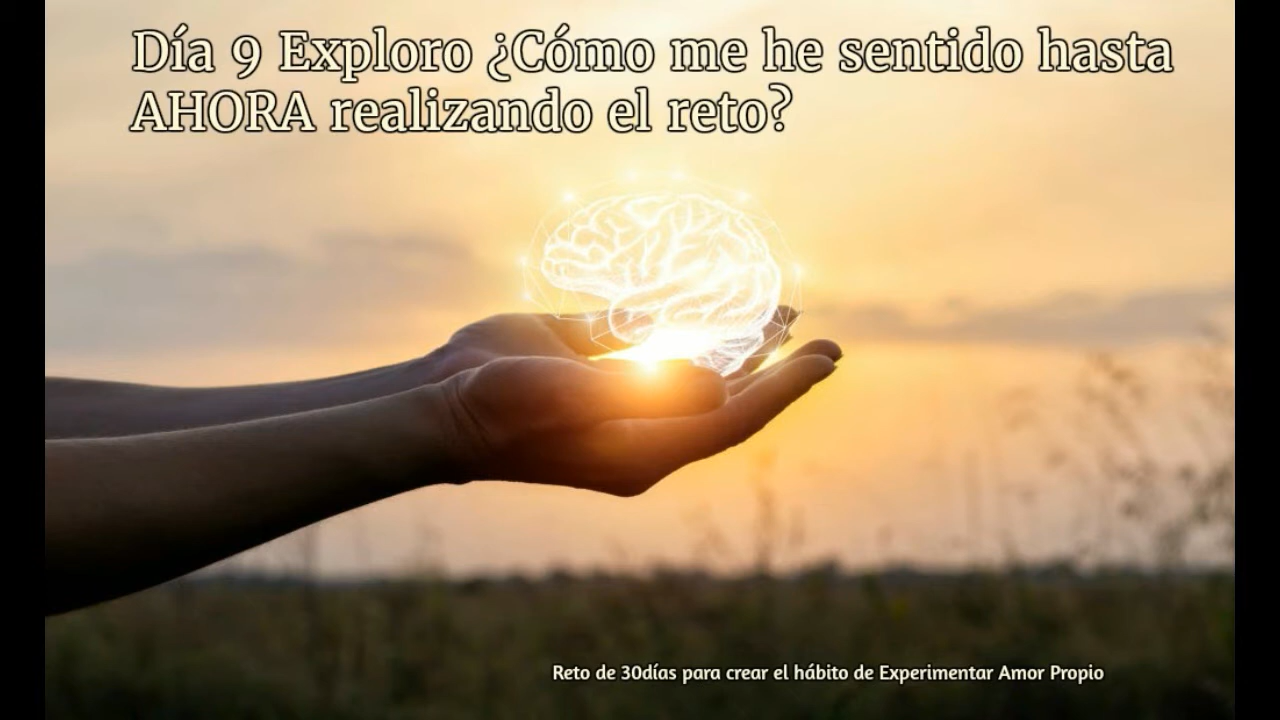 Día 9 Exploro ¿Cómo me he sentido hasta
AHORA realizando el reto?
Reto de 30días para crear el hábito de Experimentar Amor Propio